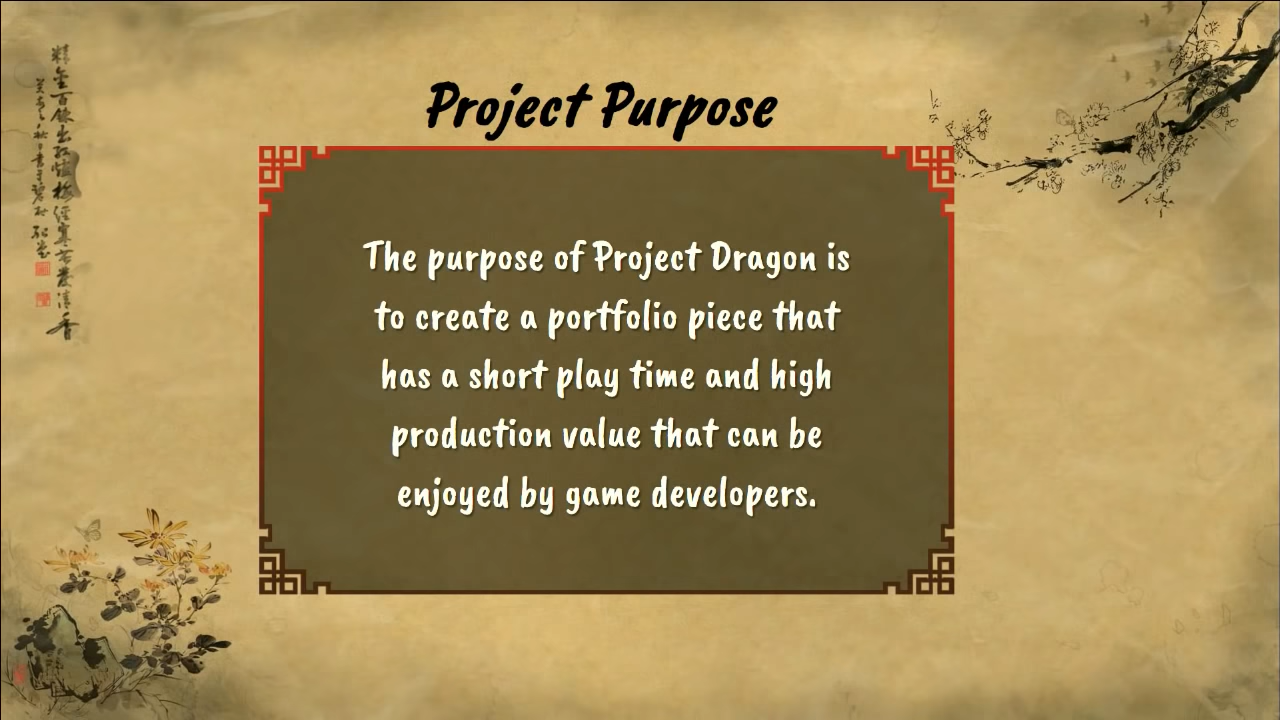 Project Purpose
The purpose of Project Dragon is
to create a portfolio piece that
has a short play time and high
production value that can be
enjoyed by game developers.